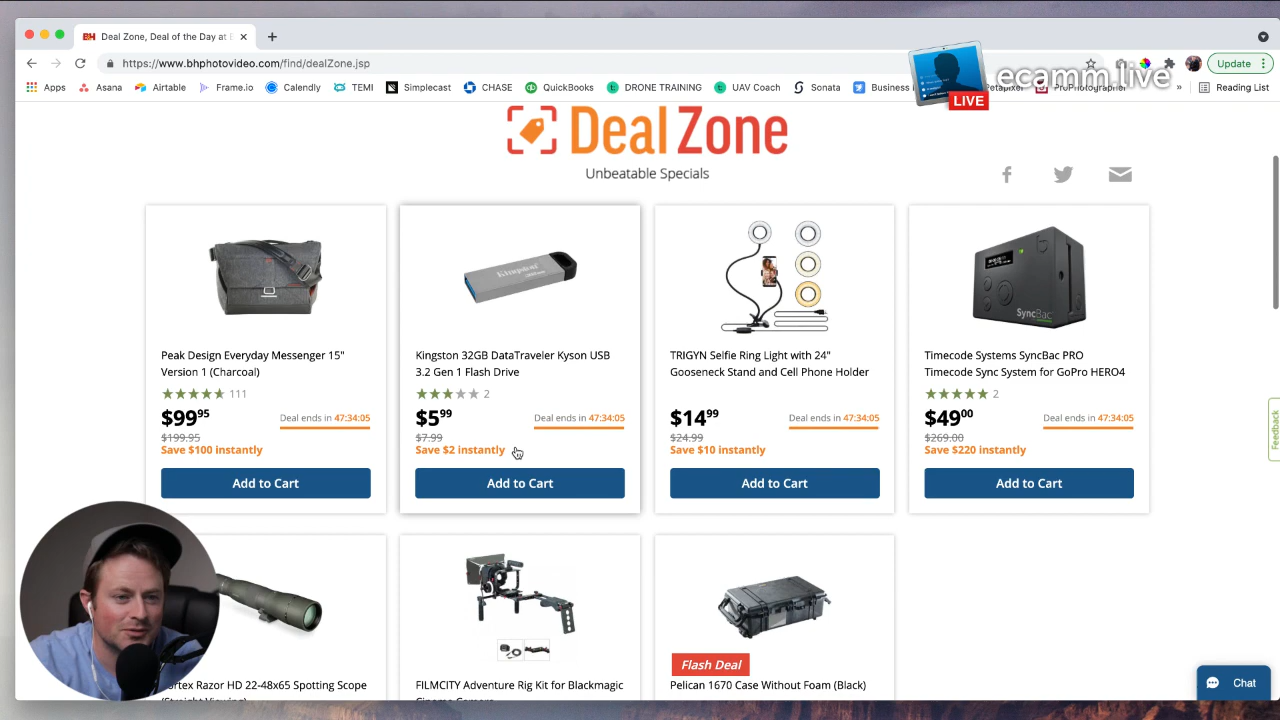 Deal Zone, Deal of the Day at
https://www.bhphotovideo.com/find/dealZone.jsp
Update
ecamm.live
LIVE
Apps
Asana
Airtable
Frame.io
Calendly
TEMI
Simplecast
CHASE
QuickBooks
DRONE TRAINING
UAV Coach
Sonata
Business
Reading List
Deal Zone
Unbeatable Specials
Kingston
SyncBac
Peak Design Everyday Messenger 15"
Version 1 (Charcoal)
111
$99 95
Deal ends in 47:34:05
$199.95
Save $100 instantly
Add to Cart
Kingston 32GB DataTraveler Kyson USB
3.2 Gen 1 Flash Drive
2
$5 99
Deal ends in 47:34:05
$7.99
Save $2 instantly
Add to Cart
TRIGYN Selfie Ring Light with 24"
Gooseneck Stand and Cell Phone Holder
$14 99
Deal ends in 47:34:05
$24.99
Save $10 instantly
Add to Cart
Timecode Systems SyncBac PRO
Timecode Sync System for GoPro HERO4
2
$49 00
Deal ends in 47:34:05
$269.00
Save $220 instantly
Add to Cart
Feedback
Razor HD 22-48x65 Spotting Scope
FILMCITY Adventure Rig Kit for Blackmagic
Flash Deal
Pelican 1670 Case Without Foam (Black)
Chat